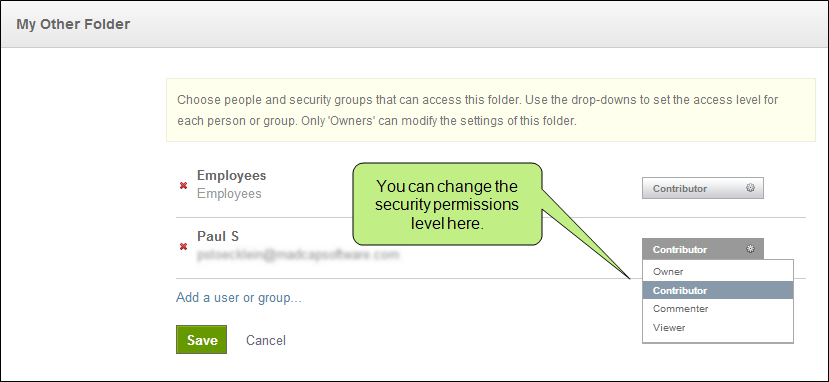 My Other Folder
Choose people and security groups that can access this folder. Use the drop-downs to set the access level for
each person or group. Only 'Owners' can modify the settings of this folder.
Employees
Employees
Contributor
You can change the
security permissions
level here.
Paul S
Contributor
Owner
Contributor
Commenter
Viewer
Add a user or group...
Save
Cancel